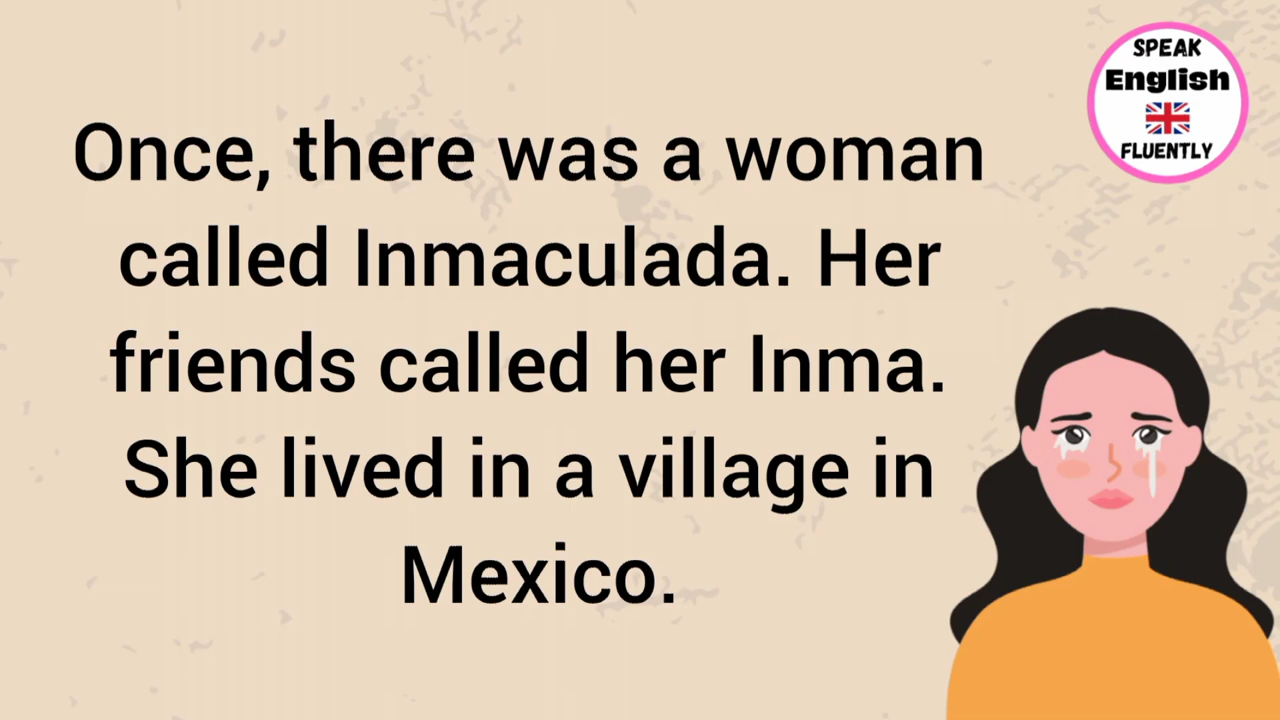 Once, there was a woman
called Inmaculada. Her
friends called her Inma.
She lived in a village in
Mexico.
SPEAK
English
FLUENTLY